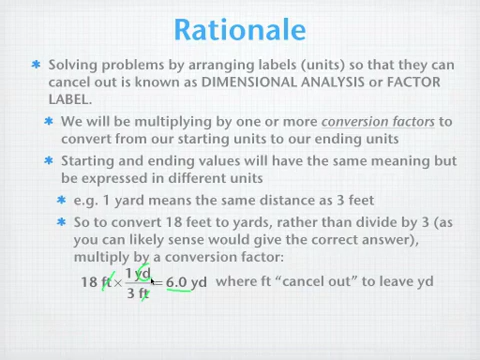 Rationale
Solving problems by arranging labels (units) so that they can
cancel out is known as DIMENSIONAL ANALYSIS or FACTOR
LABEL.
We will be multiplying by one or more conversion factors to
convert from our starting units to our ending units
Starting and ending values will have the same meaning but
be expressed in different units
e.g. 1 yard means the same distance as 3 feet
So to convert 18 feet to yards, rather than divide by 3 (as
you can likely sense would give the correct answer),
multiply by a conversion factor:
18 ft × 1 yd / 3 ft = 6.0 yd where ft “cancel out” to leave yd